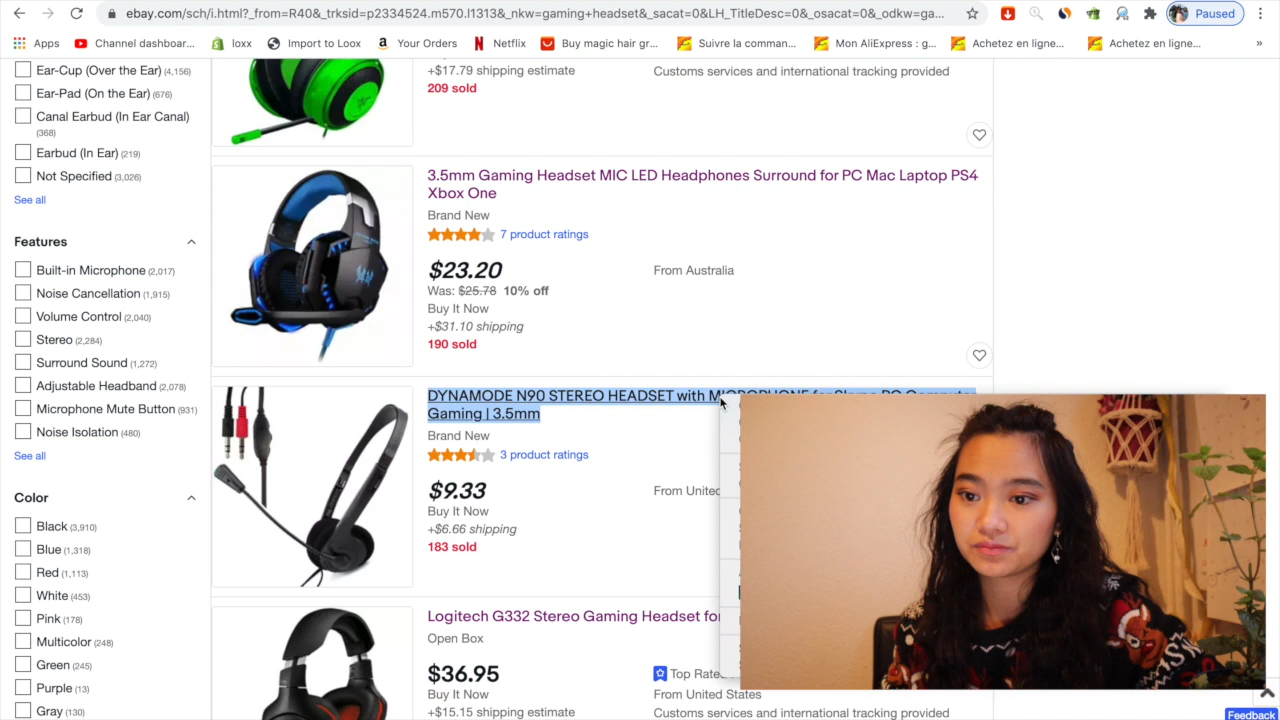 ebay.com/sch/i.html?_from=R40&_trksid=p2334524.m570.l1313&_nkw=gaming+headset&_sacat=0&LH_TitleDesc=0&_osacat=0&_odkw=ga...
Paused
Apps
Channel dashboar...
loxx
Import to Loox
Your Orders
Netflix
Buy magic hair gr...
Suivre la comman...
Mon AliExpress : g...
Achetez en ligne...
Achetez en ligne...
»
Ear-Cup (Over the Ear) (4,156)
Ear-Pad (On the Ear) (676)
Canal Earbud (In Ear Canal)
(368)
Earbud (In Ear) (219)
Not Specified (3,026)
See all
Features
Built-in Microphone (2,017)
Noise Cancellation (1,915)
Volume Control (2,040)
Stereo (2,284)
Surround Sound (1,272)
Adjustable Headband (2,078)
Microphone Mute Button (931)
Noise Isolation (480)
See all
Color
Black (3,910)
Blue (1,318)
Red (1,113)
White (453)
Pink (178)
Multicolor (248)
Green (245)
Purple (13)
Gray (130)
+$17.79 shipping estimate
Customs services and international tracking provided
209 sold
3.5mm Gaming Headset MIC LED Headphones Surround for PC Mac Laptop PS4
Xbox One
Brand New
7 product ratings
$23.20
From Australia
Was: $25.78 10% off
Buy It Now
+$31.10 shipping
190 sold
DYNAMODE N90 STEREO HEADSET with MICROPHONE for Skype PC Computer
Gaming | 3.5mm
Brand New
3 product ratings
$9.33
From United
Buy It Now
+$6.66 shipping
183 sold
Logitech G332 Stereo Gaming Headset for
Open Box
$36.95
Top Rate
Buy It Now
From United States
+$15.15 shipping estimate
Customs services and international tracking provided
Feedback